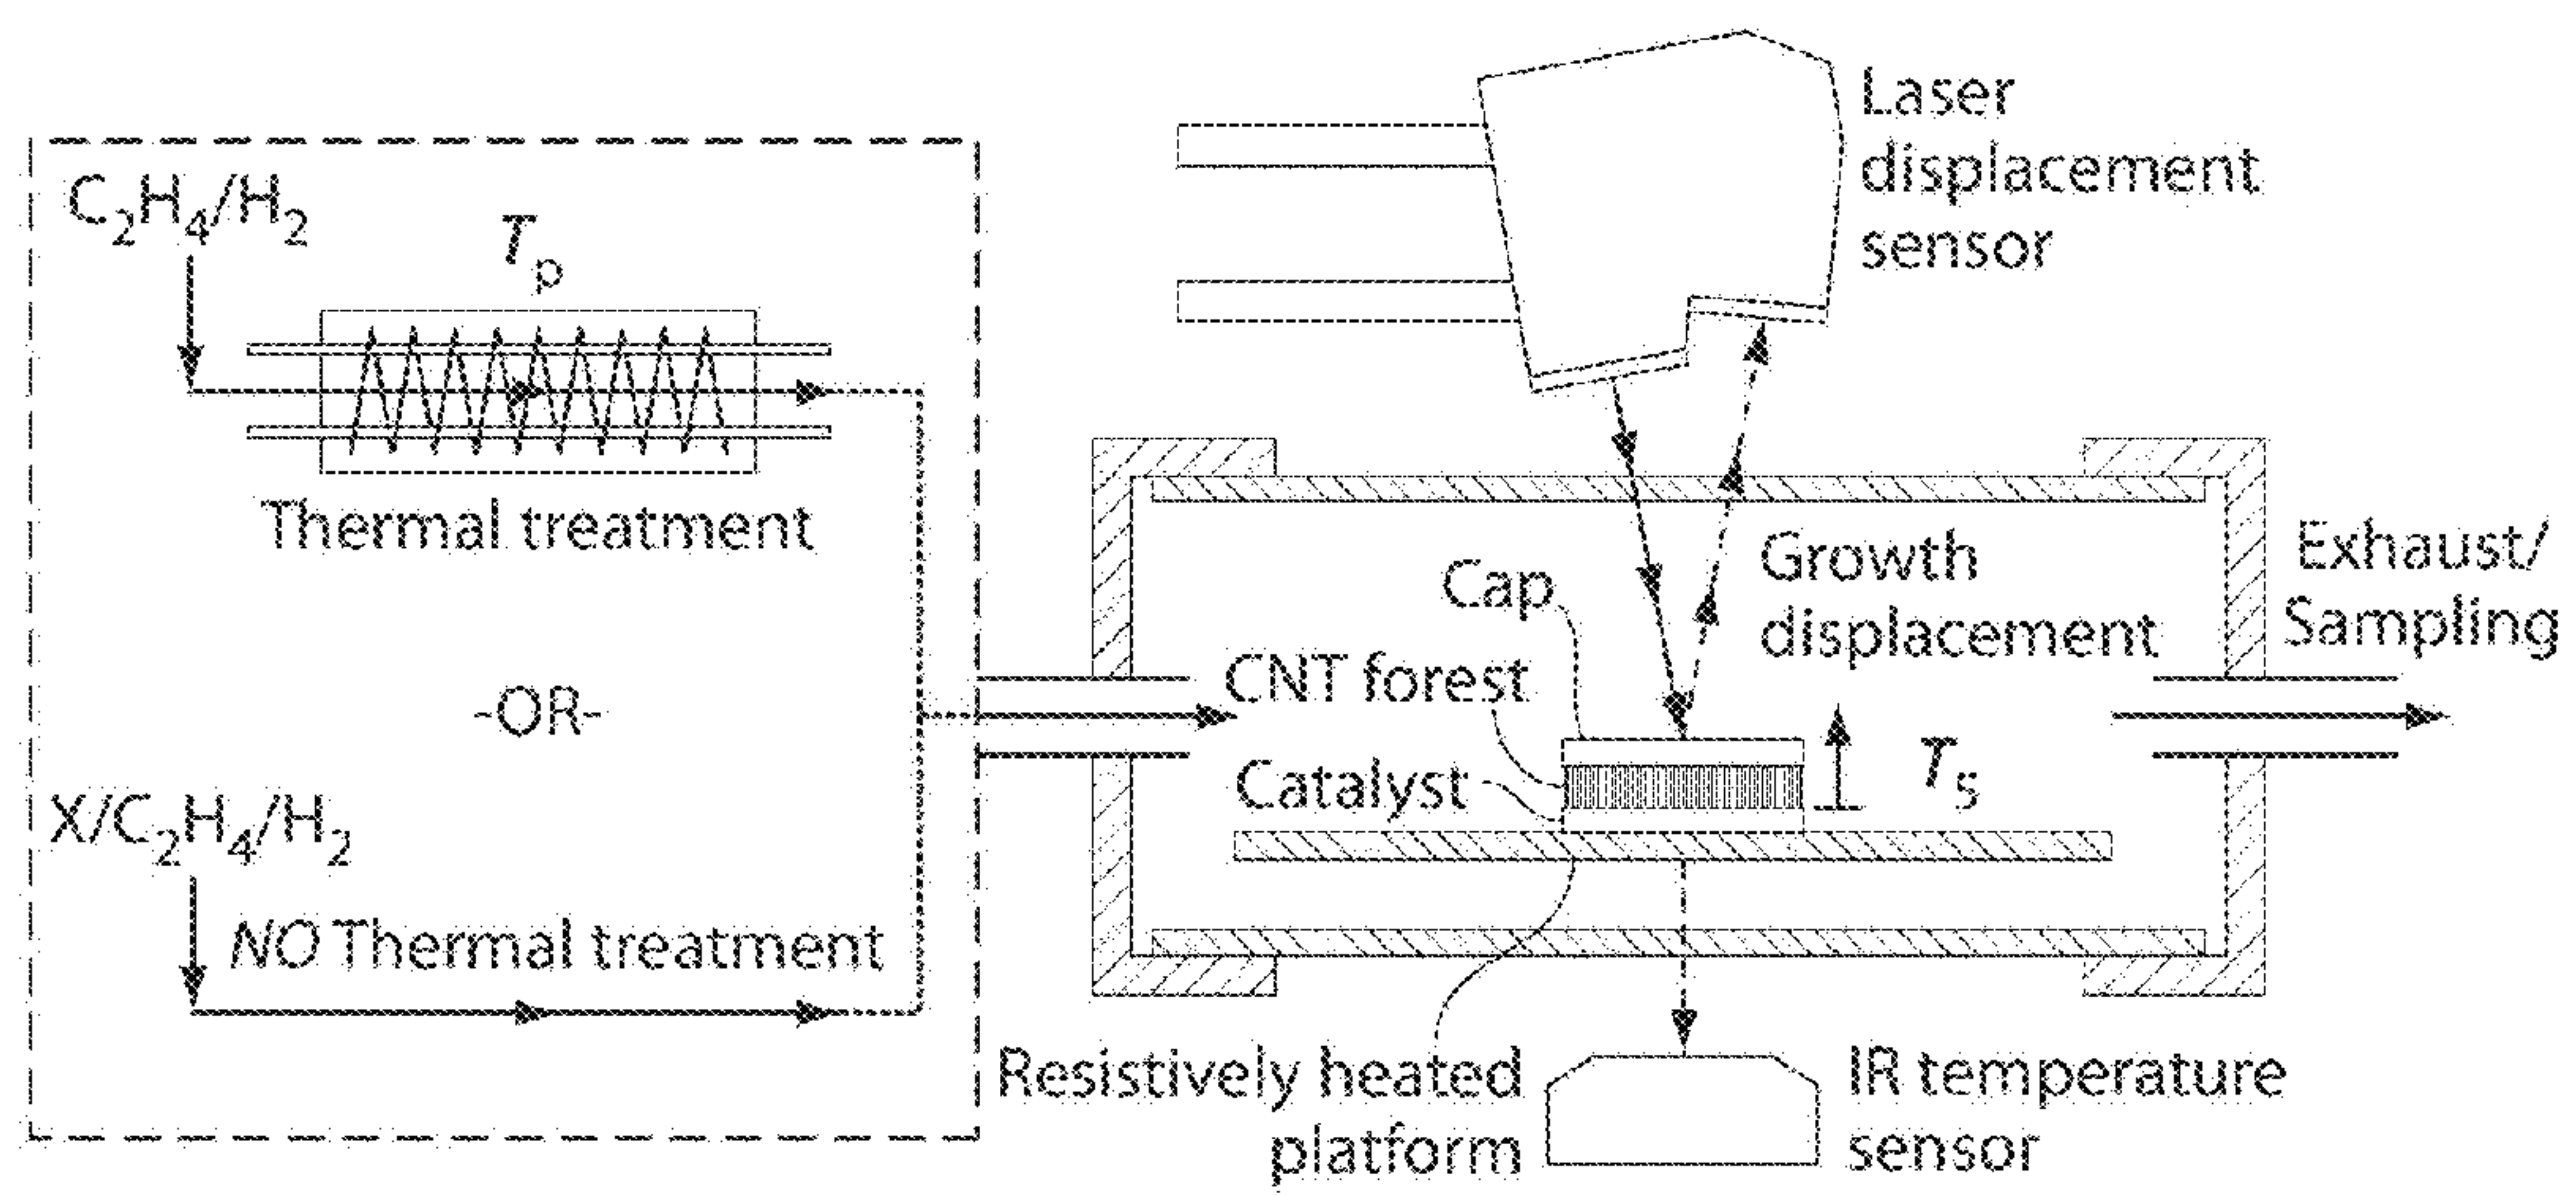 C2H4/H2
Tp
Thermal treatment
-OR-
X/C2H4/H2
NO Thermal treatment
Laser
displacement
sensor
Growth
displacement
Cap
CNT forest
Catalyst
Ts
Exhaust/
Sampling
Resistively heated
platform
IR temperature
sensor